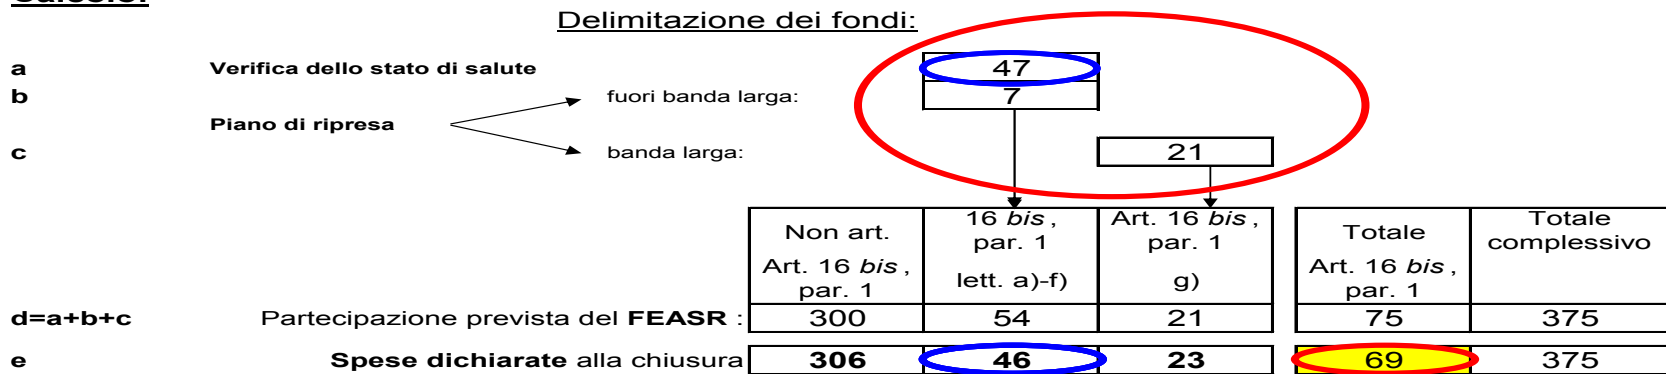 Delimitazione dei fondi:
a Verifica dello stato di salute 47
b fuori banda larga: 7
Piano di ripresa
c banda larga: 21
Non art. 16 bis, Art. 16 bis, Totale Totale
par. 1 par. 1 complessivo
Art. 16 bis, lett. a)-f) g) Art. 16 bis,
par. 1 par. 1
d=a+b+c Partecipazione prevista del FEASR : 300 54 21 75 375
e Spese dichiarate alla chiusura 306 46 23 69 375